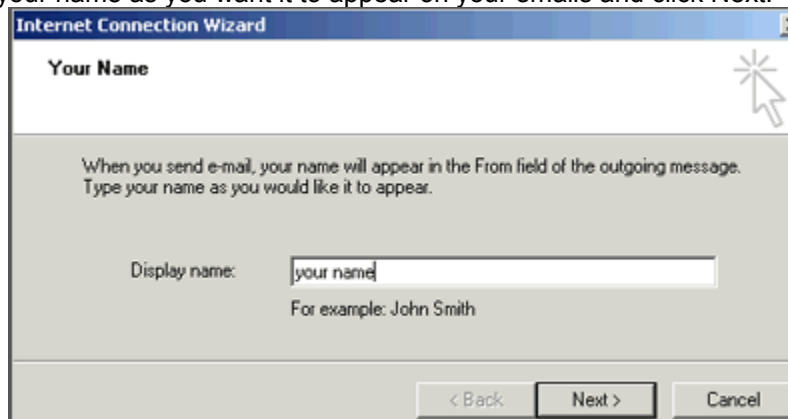 your name as you want it to appear on your emails and click Next.
Internet Connection Wizard
Your Name
When you send e-mail, your name will appear in the From field of the outgoing message.
Type your name as you would like it to appear.
Display name: your name
For example: John Smith
< Back Next > Cancel